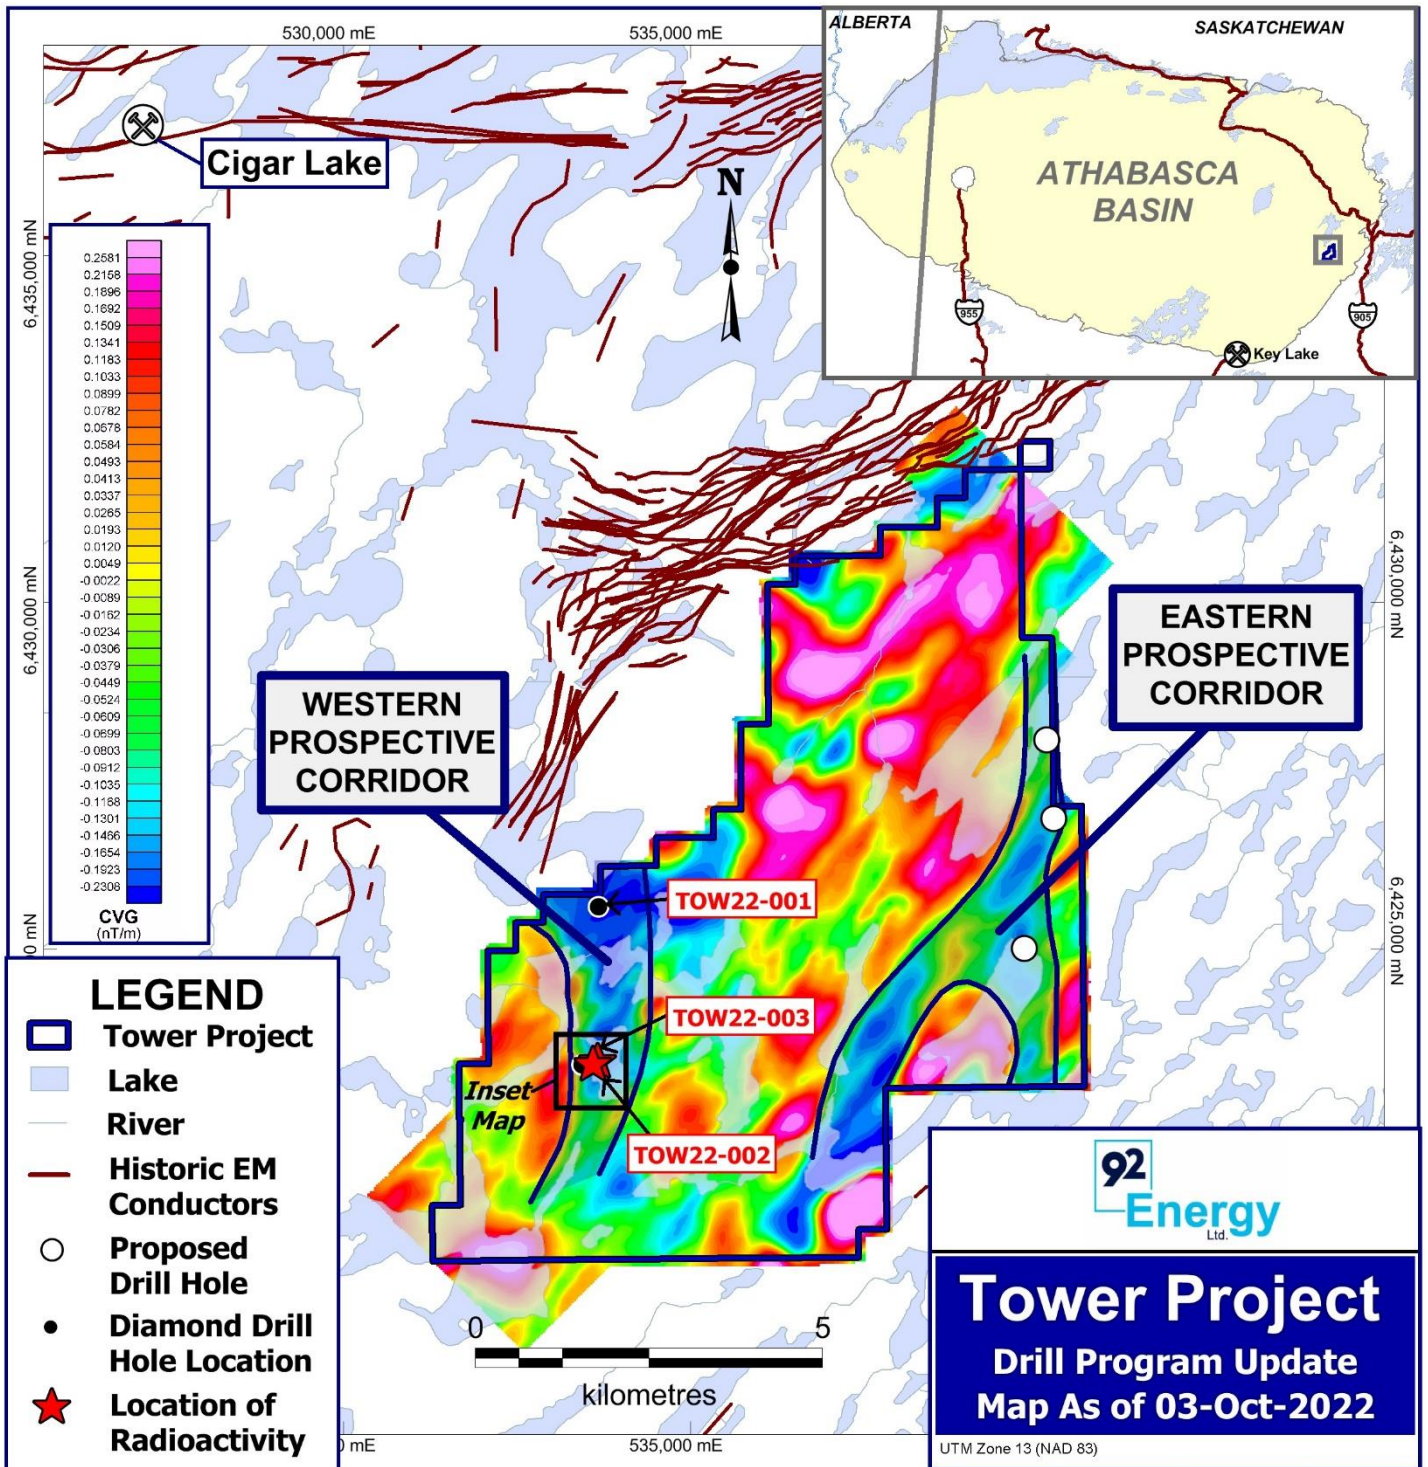 530,000 mE
535,000 mE
ALBERTA
SASKATCHEWAN
ATHABASCA
BASIN
955
905
Key Lake
Cigar Lake
N
6,435,000 mN
0.2581
0.2158
0.1896
0.1692
0.1509
0.1341
0.1183
0.1033
0.0899
0.0782
0.0678
0.0584
0.0493
0.0413
0.0337
0.0265
0.0193
0.0120
0.0049
-0.0022
-0.0089
-0.0152
-0.0234
-0.0306
-0.0379
-0.0449
-0.0524
-0.0609
-0.0699
-0.0803
-0.0912
-0.1035
-0.1168
-0.1301
-0.1466
-0.1654
-0.1923
-0.2308
CVG
(nT/m)
6,430,000 mN
6,430,000 mN
WESTERN
PROSPECTIVE
CORRIDOR
EASTERN
PROSPECTIVE
CORRIDOR
TOW22-001
TOW22-003
TOW22-002
Inset
Map
6,425,000 mN
00 mN
LEGEND
Tower Project
Lake
River
Historic EM
Conductors
Proposed
Drill Hole
Diamond Drill
Hole Location
Location of
Radioactivity
0 5
kilometres
0 mE
535,000 mE
92
Energy
Ltd.
Tower Project
Drill Program Update
Map As of 03-Oct-2022
UTM Zone 13 (NAD 83)